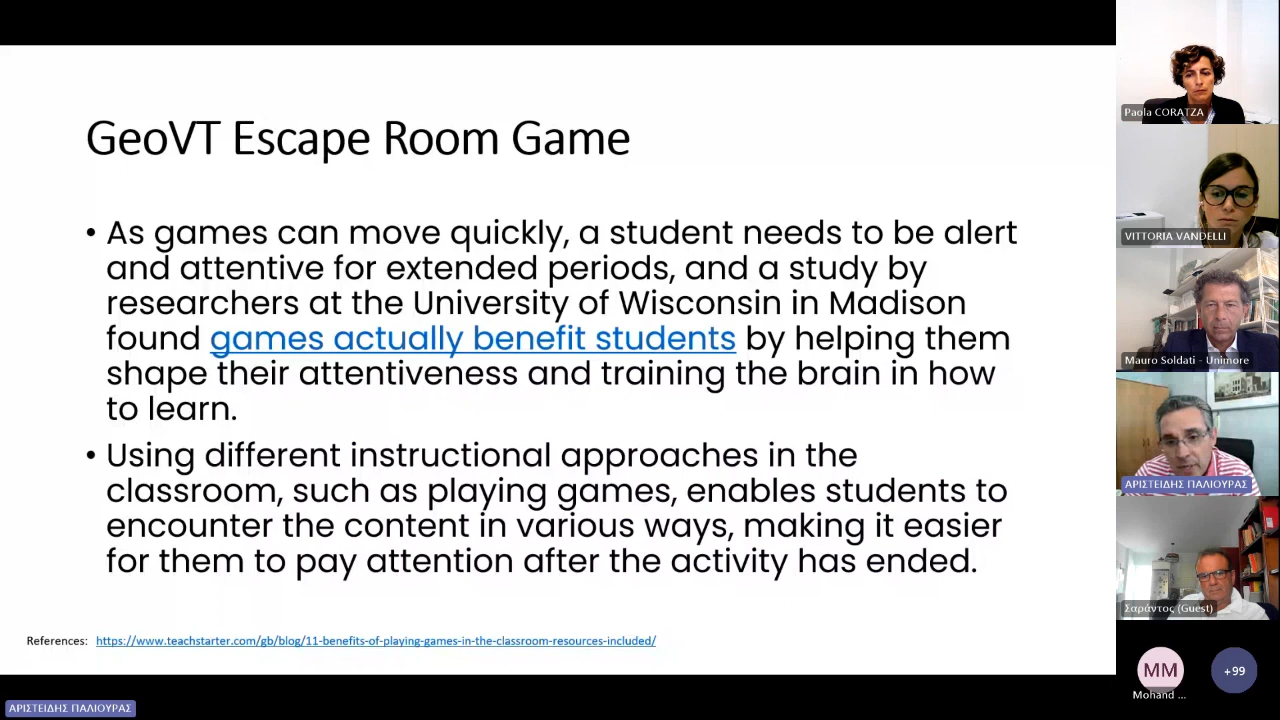 GeoVT Escape Room Game
• As games can move quickly, a student needs to be alert
and attentive for extended periods, and a study by
researchers at the University of Wisconsin in Madison
found games actually benefit students by helping them
shape their attentiveness and training the brain in how
to learn.
• Using different instructional approaches in the
classroom, such as playing games, enables students to
encounter the content in various ways, making it easier
for them to pay attention after the activity has ended.
References: https://www.teachstarter.com/gb/blog/11-benefits-of-playing-games-in-the-classroom-resources-included/
ΑΡΙΣΤΕΙΔΗΣ ΠΑΛΙΟΥΡΑΣ
Paola CORATZA
VITTORIA VANDELLI
Mauro Soldati - Unimore
ΑΡΙΣΤΕΙΔΗΣ ΠΑΛΙΟΥΡΑΣ
Σαράντος (Guest)
MM
Mohand ...
+99